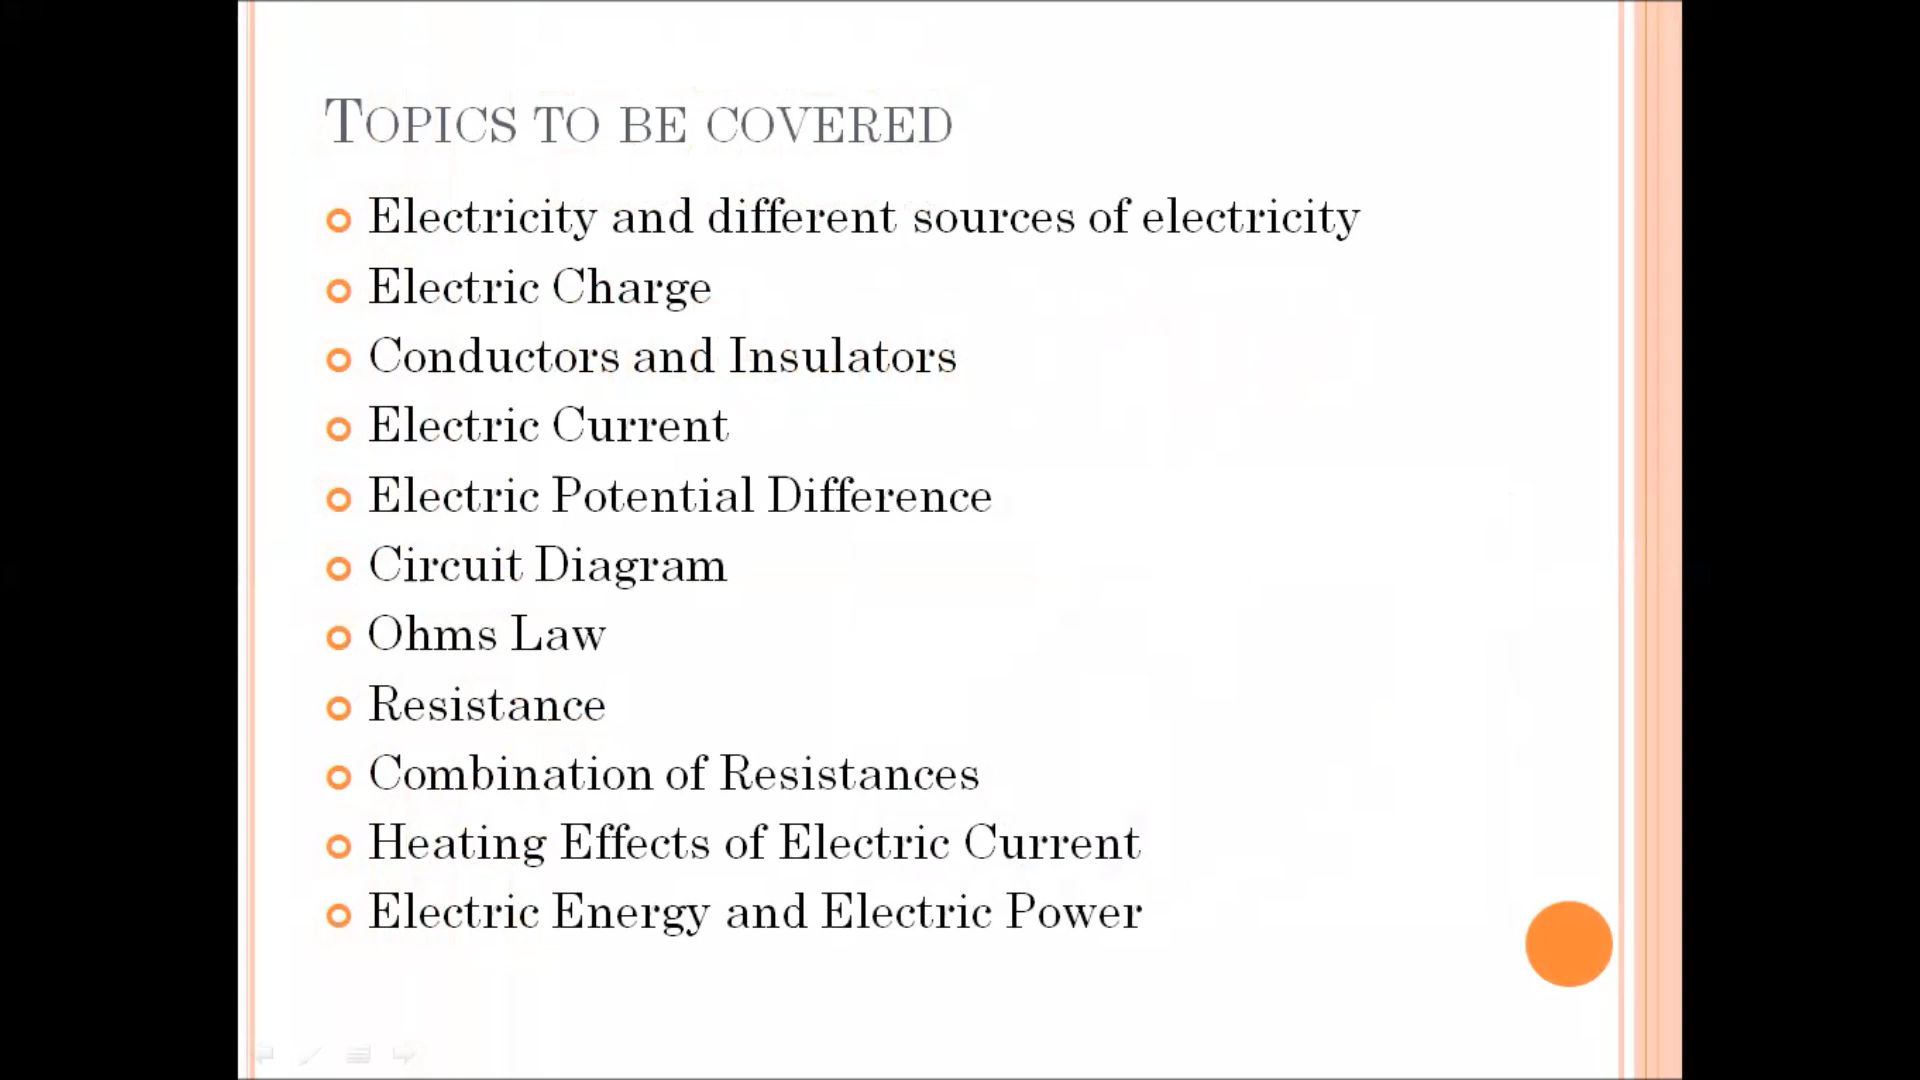 Topics to be covered
Electricity and different sources of electricity
Electric Charge
Conductors and Insulators
Electric Current
Electric Potential Difference
Circuit Diagram
Ohms Law
Resistance
Combination of Resistances
Heating Effects of Electric Current
Electric Energy and Electric Power